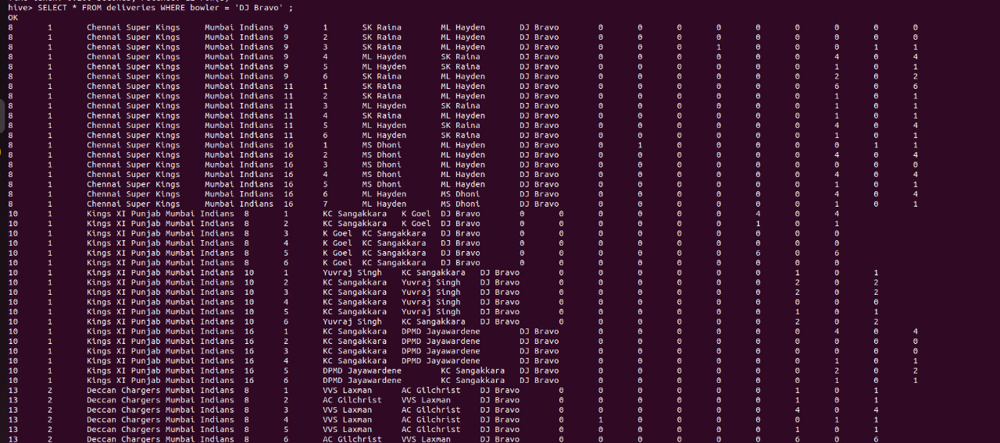 hive> SELECT * FROM deliveries WHERE bowler = 'DJ Bravo' ;
OK
8 1 Chennai Super Kings Mumbai Indians 9 1 SK Raina ML Hayden DJ Bravo 0 0 0 0 0 0 0 0 0
8 1 Chennai Super Kings Mumbai Indians 9 2 SK Raina ML Hayden DJ Bravo 0 0 0 0 0 0 0 0 0
8 1 Chennai Super Kings Mumbai Indians 9 3 SK Raina ML Hayden DJ Bravo 0 0 0 1 0 0 0 1 1
8 1 Chennai Super Kings Mumbai Indians 9 4 ML Hayden SK Raina DJ Bravo 0 0 0 0 0 0 4 0 4
8 1 Chennai Super Kings Mumbai Indians 9 5 ML Hayden SK Raina DJ Bravo 0 0 0 0 0 0 1 0 1
8 1 Chennai Super Kings Mumbai Indians 9 6 SK Raina ML Hayden DJ Bravo 0 0 0 0 0 0 2 0 2
8 1 Chennai Super Kings Mumbai Indians 11 1 SK Raina ML Hayden DJ Bravo 0 0 0 0 0 0 6 0 6
8 1 Chennai Super Kings Mumbai Indians 11 2 SK Raina ML Hayden DJ Bravo 0 0 0 0 0 0 1 0 1
8 1 Chennai Super Kings Mumbai Indians 11 3 ML Hayden SK Raina DJ Bravo 0 0 0 0 0 0 1 0 1
8 1 Chennai Super Kings Mumbai Indians 11 4 SK Raina ML Hayden DJ Bravo 0 0 0 0 0 0 1 0 1
8 1 Chennai Super Kings Mumbai Indians 11 5 ML Hayden SK Raina DJ Bravo 0 0 0 0 0 0 4 0 4
8 1 Chennai Super Kings Mumbai Indians 11 6 ML Hayden SK Raina DJ Bravo 0 0 0 0 0 0 1 0 1
8 1 Chennai Super Kings Mumbai Indians 16 1 MS Dhoni ML Hayden DJ Bravo 0 1 0 0 0 0 0 1 1
8 1 Chennai Super Kings Mumbai Indians 16 2 MS Dhoni ML Hayden DJ Bravo 0 0 0 0 0 0 4 0 4
8 1 Chennai Super Kings Mumbai Indians 16 3 MS Dhoni ML Hayden DJ Bravo 0 0 0 0 0 0 0 0 0
8 1 Chennai Super Kings Mumbai Indians 16 4 MS Dhoni ML Hayden DJ Bravo 0 0 0 0 0 0 4 0 4
8 1 Chennai Super Kings Mumbai Indians 16 5 MS Dhoni ML Hayden DJ Bravo 0 0 0 0 0 0 1 0 1
8 1 Chennai Super Kings Mumbai Indians 16 6 ML Hayden MS Dhoni DJ Bravo 0 0 0 0 0 0 4 0 4
8 1 Chennai Super Kings Mumbai Indians 16 7 ML Hayden MS Dhoni DJ Bravo 0 0 0 0 0 0 1 0 1
10 1 Kings XI Punjab Mumbai Indians 8 1 KC Sangakkara K Goel DJ Bravo 0 0 0 0 0 0 4 0 4
10 1 Kings XI Punjab Mumbai Indians 8 2 KC Sangakkara K Goel DJ Bravo 0 0 0 0 0 0 1 0 1
10 1 Kings XI Punjab Mumbai Indians 8 3 K Goel KC Sangakkara DJ Bravo 0 0 0 0 0 0 0 0 0
10 1 Kings XI Punjab Mumbai Indians 8 4 K Goel KC Sangakkara DJ Bravo 0 0 0 0 0 0 0 0 0
10 1 Kings XI Punjab Mumbai Indians 8 5 K Goel KC Sangakkara DJ Bravo 0 0 0 0 0 0 6 0 6
10 1 Kings XI Punjab Mumbai Indians 8 6 K Goel KC Sangakkara DJ Bravo 0 0 0 0 0 0 0 0 0
10 1 Kings XI Punjab Mumbai Indians 10 1 Yuvraj Singh KC Sangakkara DJ Bravo 0 0 0 0 0 0 1 0 1
10 1 Kings XI Punjab Mumbai Indians 10 2 KC Sangakkara Yuvraj Singh DJ Bravo 0 0 0 0 0 0 2 0 2
10 1 Kings XI Punjab Mumbai Indians 10 3 KC Sangakkara Yuvraj Singh DJ Bravo 0 0 0 0 0 0 2 0 2
10 1 Kings XI Punjab Mumbai Indians 10 4 KC Sangakkara Yuvraj Singh DJ Bravo 0 0 0 0 0 0 0 0 0
10 1 Kings XI Punjab Mumbai Indians 10 5 KC Sangakkara Yuvraj Singh DJ Bravo 0 0 0 0 0 0 1 0 1
10 1 Kings XI Punjab Mumbai Indians 10 6 Yuvraj Singh KC Sangakkara DJ Bravo 0 0 0 0 0 0 2 0 2
10 1 Kings XI Punjab Mumbai Indians 16 1 KC Sangakkara DPMD Jayawardene DJ Bravo 0 0 0 0 0 0 4 0 4
10 1 Kings XI Punjab Mumbai Indians 16 2 KC Sangakkara DPMD Jayawardene DJ Bravo 0 0 0 0 0 0 0 0 0
10 1 Kings XI Punjab Mumbai Indians 16 3 KC Sangakkara DPMD Jayawardene DJ Bravo 0 0 0 0 0 0 0 0 0
10 1 Kings XI Punjab Mumbai Indians 16 4 KC Sangakkara DPMD Jayawardene DJ Bravo 0 0 0 0 0 0 1 0 1
10 1 Kings XI Punjab Mumbai Indians 16 5 DPMD Jayawardene KC Sangakkara DJ Bravo 0 0 0 0 0 0 2 0 2
10 1 Kings XI Punjab Mumbai Indians 16 6 DPMD Jayawardene KC Sangakkara DJ Bravo 0 0 0 0 0 0 1 0 1
13 2 Deccan Chargers Mumbai Indians 8 1 VVS Laxman AC Gilchrist DJ Bravo 0 0 0 0 0 0 1 0 1
13 2 Deccan Chargers Mumbai Indians 8 2 AC Gilchrist VVS Laxman DJ Bravo 0 0 0 0 0 0 1 0 1
13 2 Deccan Chargers Mumbai Indians 8 3 VVS Laxman AC Gilchrist DJ Bravo 0 0 0 0 0 0 4 0 4
13 2 Deccan Chargers Mumbai Indians 8 4 VVS Laxman AC Gilchrist DJ Bravo 0 1 0 0 0 0 0 1 1
13 2 Deccan Chargers Mumbai Indians 8 5 VVS Laxman AC Gilchrist DJ Bravo 0 0 0 0 0 0 1 0 1
13 2 Deccan Chargers Mumbai Indians 8 6 AC Gilchrist VVS Laxman DJ Bravo 0 0 0 0 0 0 6 0 6